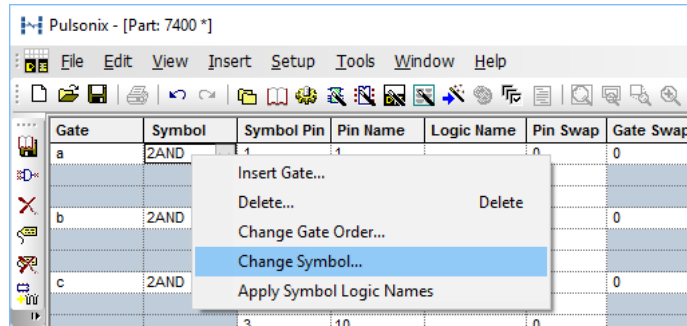 Pulsonix - [Part: 7400 *]
File Edit View Insert Setup Tools Window Help
Gate Symbol Symbol Pin Pin Name Logic Name Pin Swap Gate Swap
a 2AND 1 1 0 0
Insert Gate...
Delete... Delete
b 2AND 0
Change Gate Order...
Change Symbol...
c 2AND 0
Apply Symbol Logic Names
3 10 0